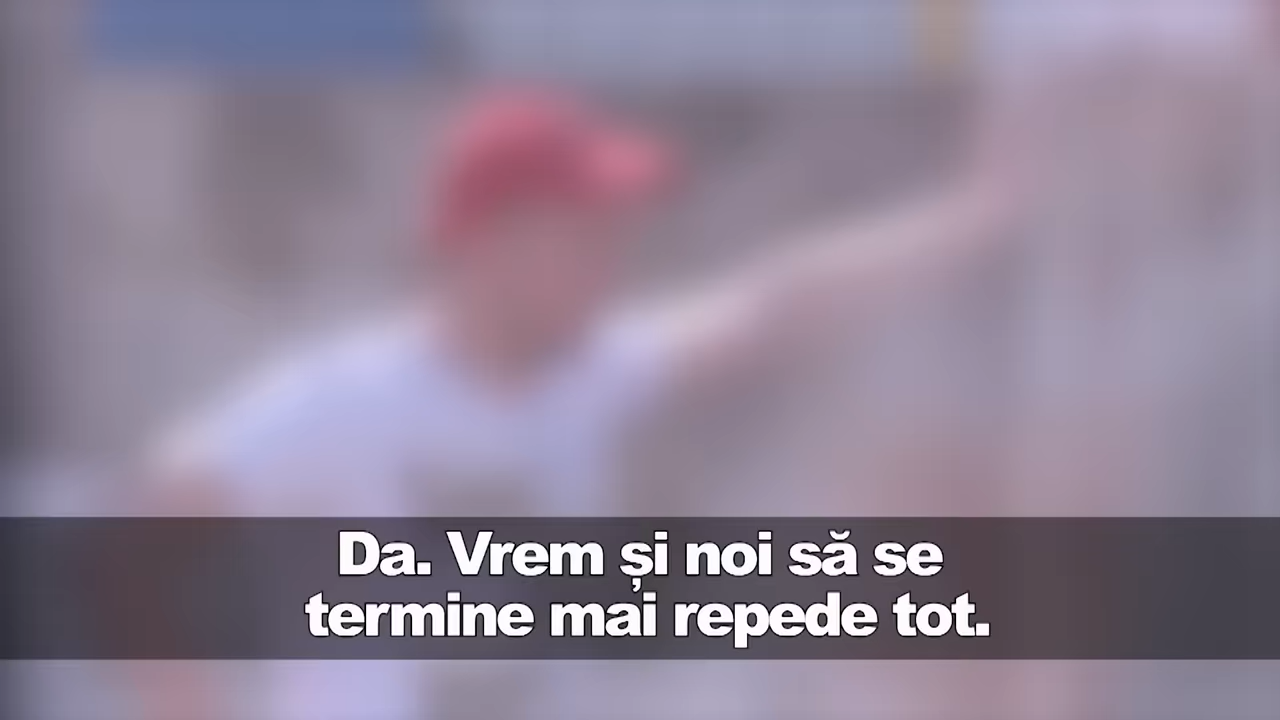 Da. Vrem și noi să se
termine mai repede tot.